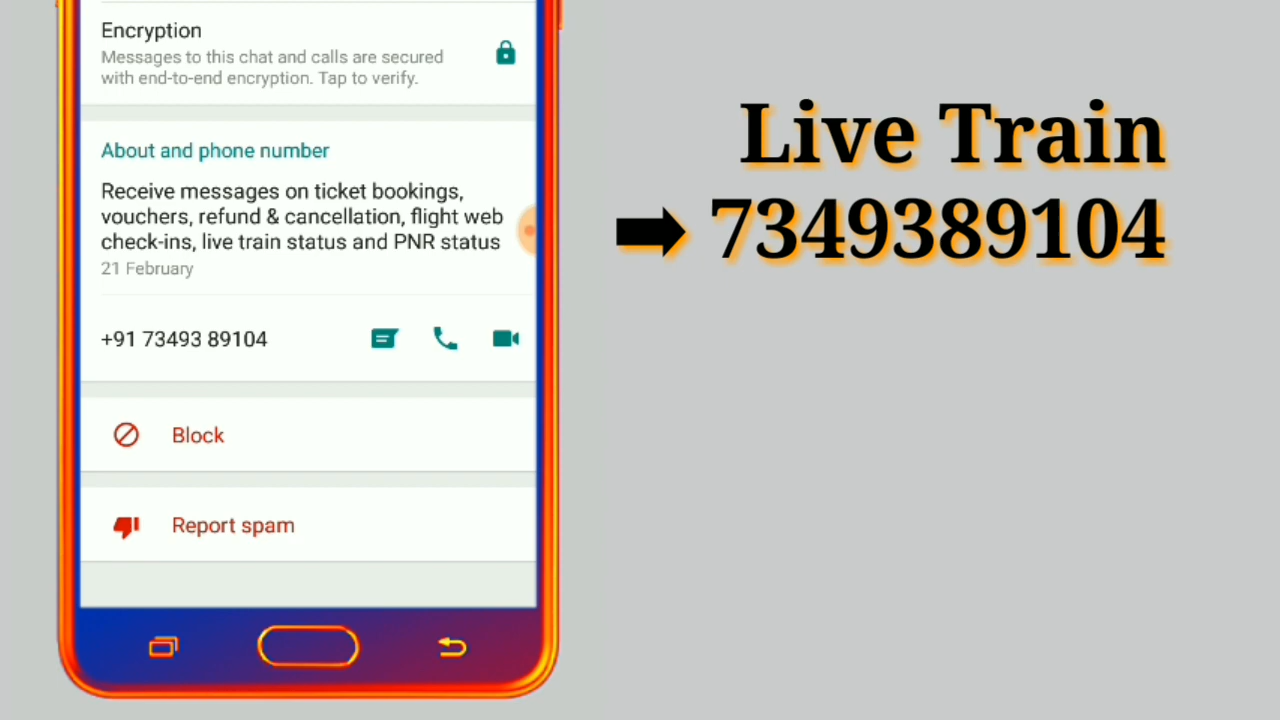 Encryption
Messages to this chat and calls are secured
with end-to-end encryption. Tap to verify.
About and phone number
Receive messages on ticket bookings,
vouchers, refund & cancellation, flight web
check-ins, live train status and PNR status
21 February
+91 73493 89104
Block
Report spam
Live Train
➡ 7349389104